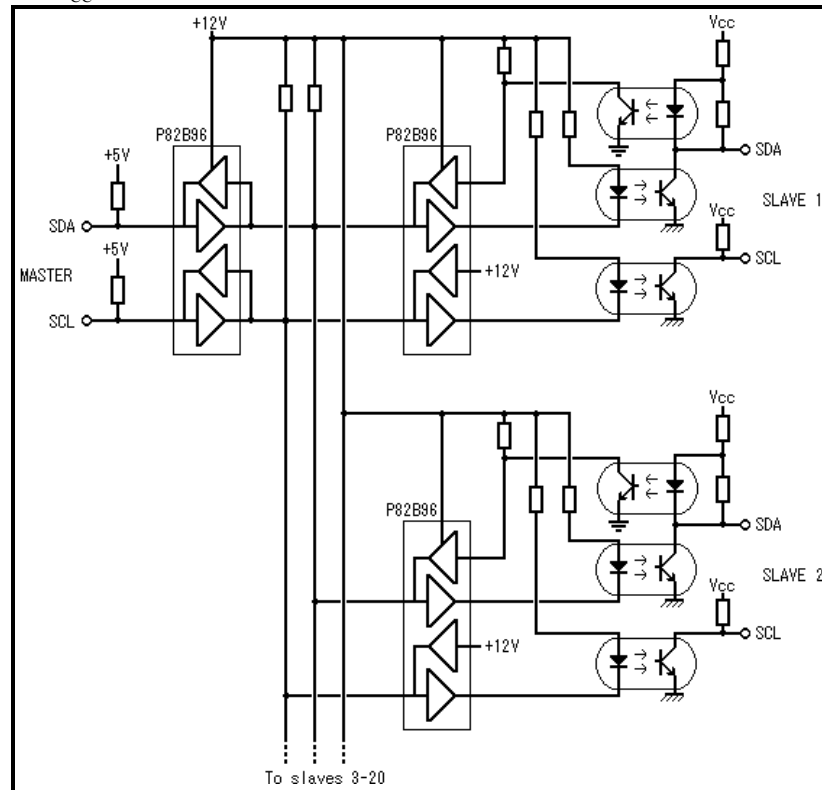 +12V Vcc
P82B96 P82B96
+5V SDA
SLAVE 1
SDA Vcc
+5V SCL
MASTER +12V
SCL
Vcc
P82B96
SDA
SLAVE 2
Vcc
+12V SCL
To slaves 3-20